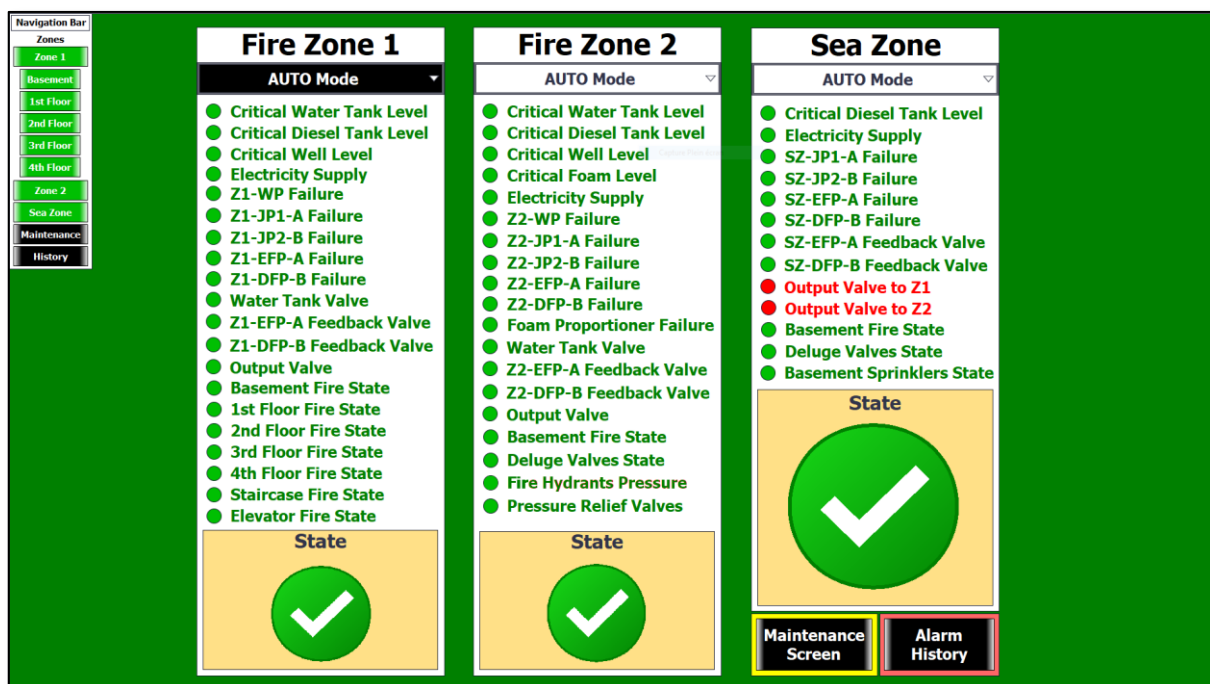 Navigation Bar
Zones
Zone 1
Basement
1st Floor
2nd Floor
3rd Floor
4th Floor
Zone 2
Sea Zone
Maintenance
History
Fire Zone 1
AUTO Mode
Critical Water Tank Level
Critical Diesel Tank Level
Critical Well Level
Electricity Supply
Z1-WP Failure
Z1-JP1-A Failure
Z1-JP2-B Failure
Z1-EFP-A Failure
Z1-DFP-B Failure
Water Tank Valve
Z1-EFP-A Feedback Valve
Z1-DFP-B Feedback Valve
Output Valve
Basement Fire State
1st Floor Fire State
2nd Floor Fire State
3rd Floor Fire State
4th Floor Fire State
Staircase Fire State
Elevator Fire State
State
Fire Zone 2
AUTO Mode
Critical Water Tank Level
Critical Diesel Tank Level
Critical Well Level
Critical Foam Level
Electricity Supply
Z2-WP Failure
Z2-JP1-A Failure
Z2-JP2-B Failure
Z2-EFP-A Failure
Z2-DFP-B Failure
Foam Proportioner Failure
Water Tank Valve
Z2-EFP-A Feedback Valve
Z2-DFP-B Feedback Valve
Output Valve
Basement Fire State
Deluge Valves State
Fire Hydrants Pressure
Pressure Relief Valves
State
Sea Zone
AUTO Mode
Critical Diesel Tank Level
Electricity Supply
SZ-JP1-A Failure
SZ-JP2-B Failure
SZ-EFP-A Failure
SZ-DFP-B Failure
SZ-EFP-A Feedback Valve
SZ-DFP-B Feedback Valve
Output Valve to Z1
Output Valve to Z2
Basement Fire State
Deluge Valves State
Basement Sprinklers State
State
Maintenance
Screen
Alarm
History